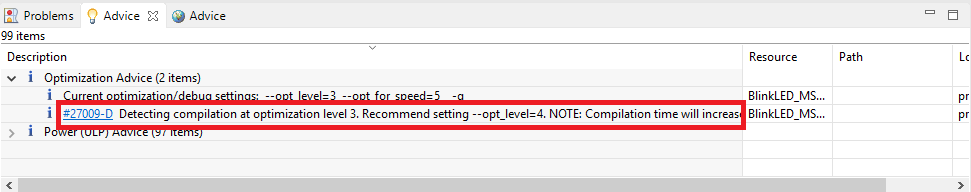 Problems Advice Advice
99 items
Description Resource Path Lo
Optimization Advice (2 items)
Current optimization/debug settings: --opt_level=3 --opt_for_speed=5 -g BlinkLED_MS... pr
#27009-D Detecting compilation at optimization level 3. Recommend setting --opt_level=4. NOTE: Compilation time will increase BlinkLED_MS... pr
Power (ULP) Advice (97 items)